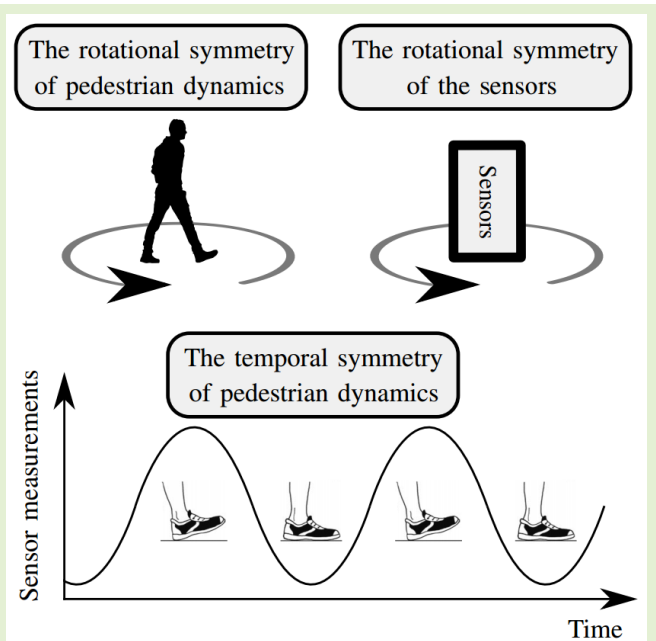 The rotational symmetry
of pedestrian dynamics
The rotational symmetry
of the sensors
Sensors
The temporal symmetry
of pedestrian dynamics
Sensor measurements
Time